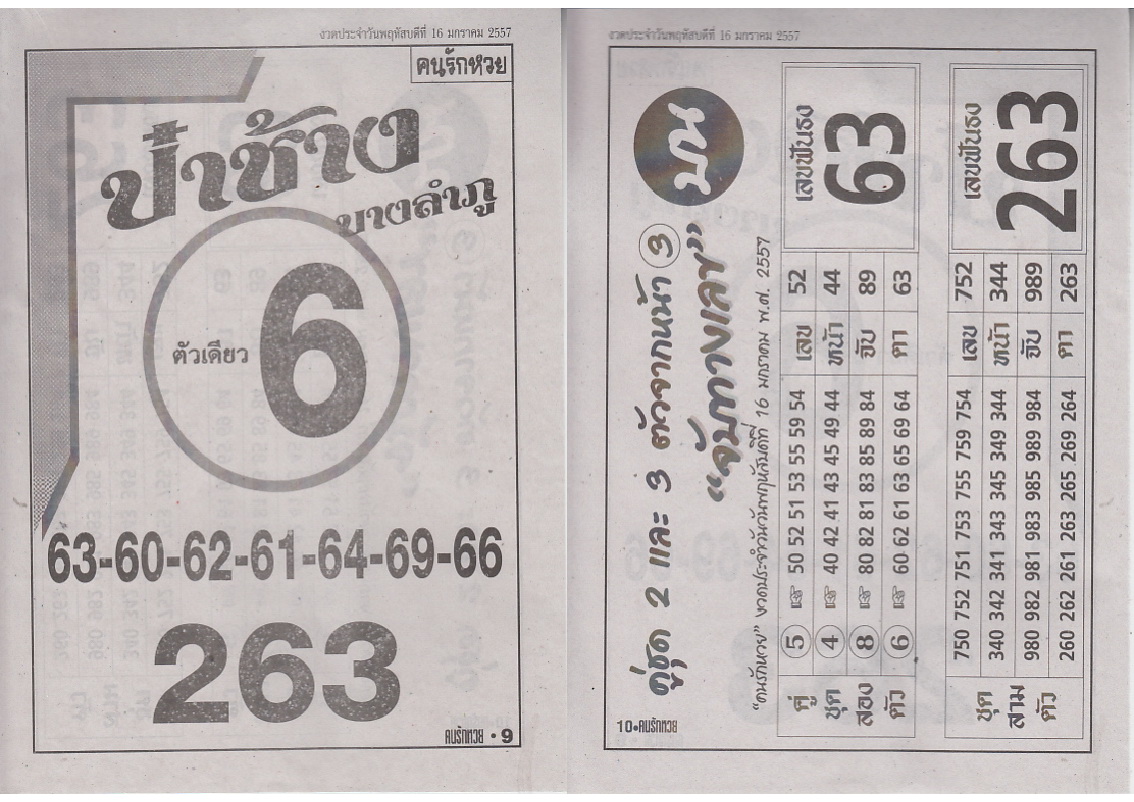 งวดประจำวันพฤหัสบดีที่ 16 มกราคม 2557
คนรักหวย
ป๋าช้าง
บางลำภู
ตัวเดียว
6
63-60-62-61-64-69-66
263
คนรักหวย • 9
งวดประจำวันพฤหัสบดีที่ 16 มกราคม 2557
คู่ชุด 2 และ 3 ตัวจากหน้า 3
บน
“จับทางเลข”
“คนรักหวย” งวดประจำวันพฤหัสบดีที่ 16 มกราคม พ.ศ. 2557
คู่ 5 ☞ 50 52 51 53 55 59 54 เลข 52
ชุด 4 ☞ 40 42 41 43 45 49 44 หน้า 44
สอง 8 ☞ 80 82 81 83 85 89 84 จับ 89
ตัว 6 ☞ 60 62 61 63 65 69 64 ตา 63
เลขฟันธง
63
ชุด
สาม
ตัว
750 752 751 753 755 759 754 เลข 752
340 342 341 343 345 349 344 หน้า 344
980 982 981 983 985 989 984 จับ 989
260 262 261 263 265 269 264 ตา 263
เลขฟันธง
263
10•คนรักหวย